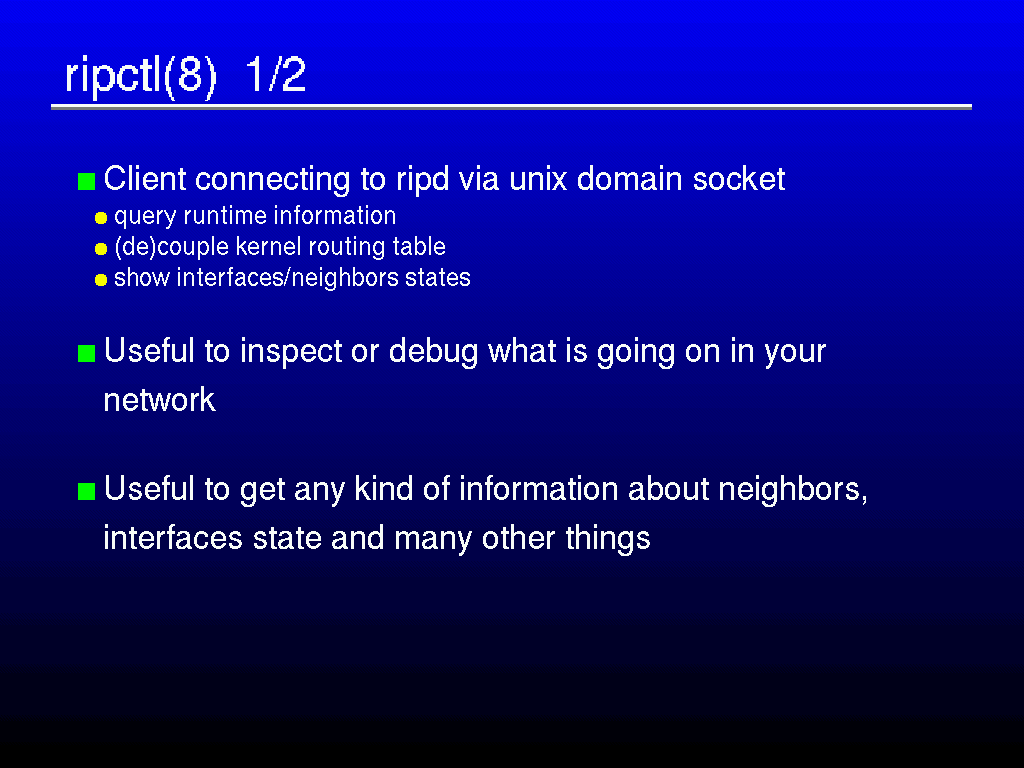 ripctl(8) 1/2
Client connecting to ripd via unix domain socket
query runtime information
(de)couple kernel routing table
show interfaces/neighbors states
Useful to inspect or debug what is going on in your
network
Useful to get any kind of information about neighbors,
interfaces state and many other things